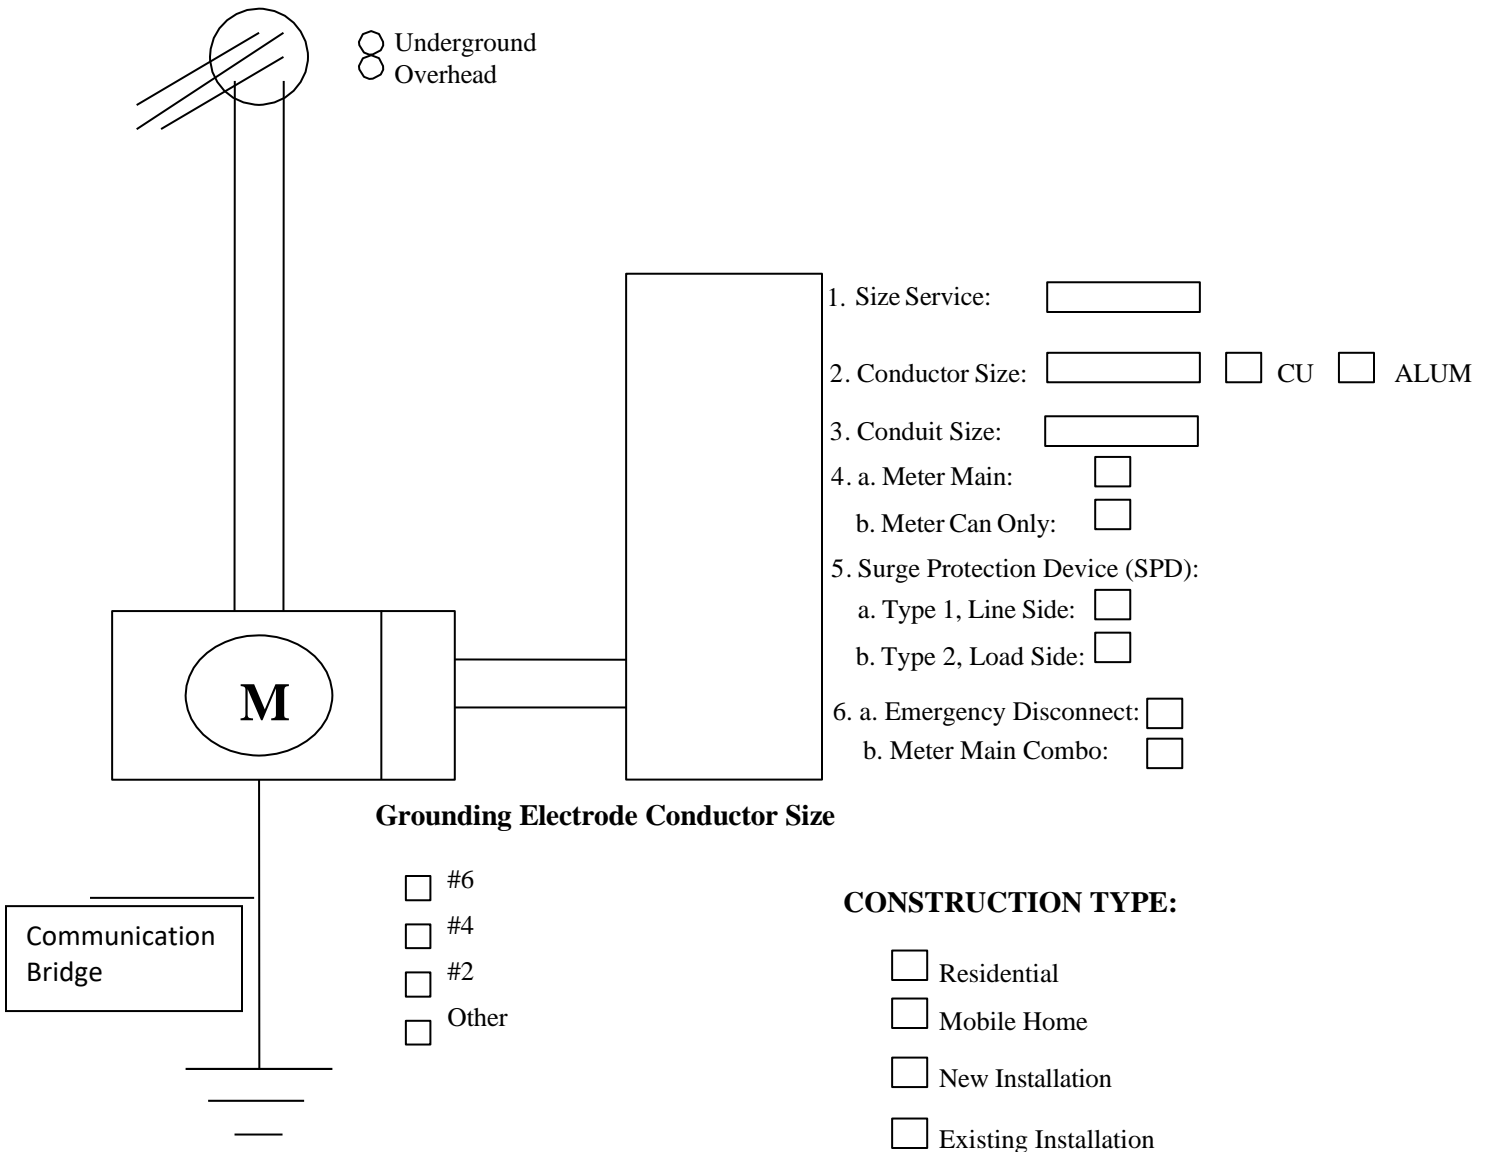 Underground
Overhead
1. Size Service:
2. Conductor Size: CU ALUM
3. Conduit Size:
4. a. Meter Main:
b. Meter Can Only:
5. Surge Protection Device (SPD):
a. Type 1, Line Side:
b. Type 2, Load Side:
M
6. a. Emergency Disconnect:
b. Meter Main Combo:
Grounding Electrode Conductor Size
#6
#4
#2
Other
Communication
Bridge
CONSTRUCTION TYPE:
Residential
Mobile Home
New Installation
Existing Installation